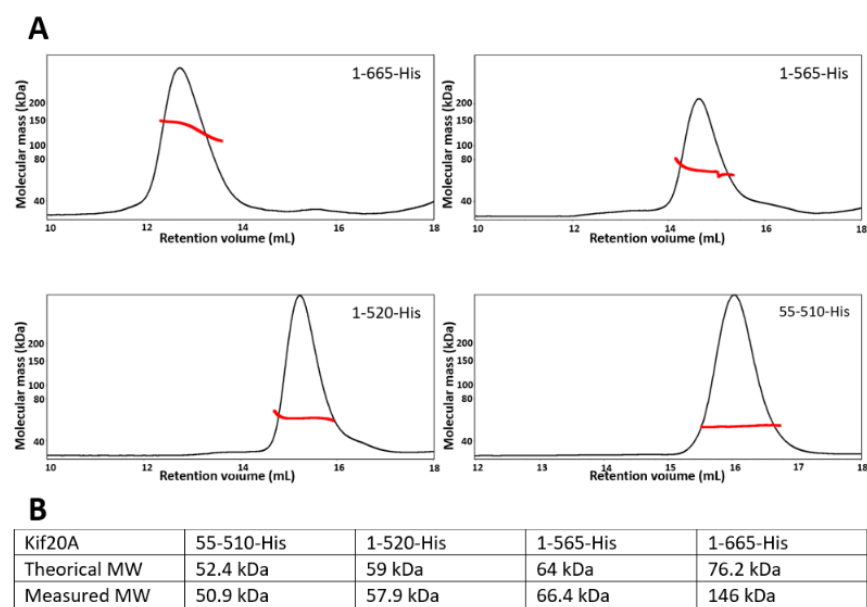 A
1-665-His
Molecular mass (kDa)
200
150
100
80
40
10 12 14 16 18
Retention volume (mL)
1-565-His
Molecular mass (kDa)
200
150
100
80
40
10 12 14 16 18
Retention volume (mL)
1-520-His
Molecular mass (kDa)
200
150
100
80
40
10 12 14 16 18
Retention volume (mL)
55-510-His
Molecular mass (kDa)
200
150
100
80
40
12 13 14 15 16 17 18
Retention volume (mL)
B
Kif20A 55-510-His 1-520-His 1-565-His 1-665-His
Theorical MW 52.4 kDa 59 kDa 64 kDa 76.2 kDa
Measured MW 50.9 kDa 57.9 kDa 66.4 kDa 146 kDa